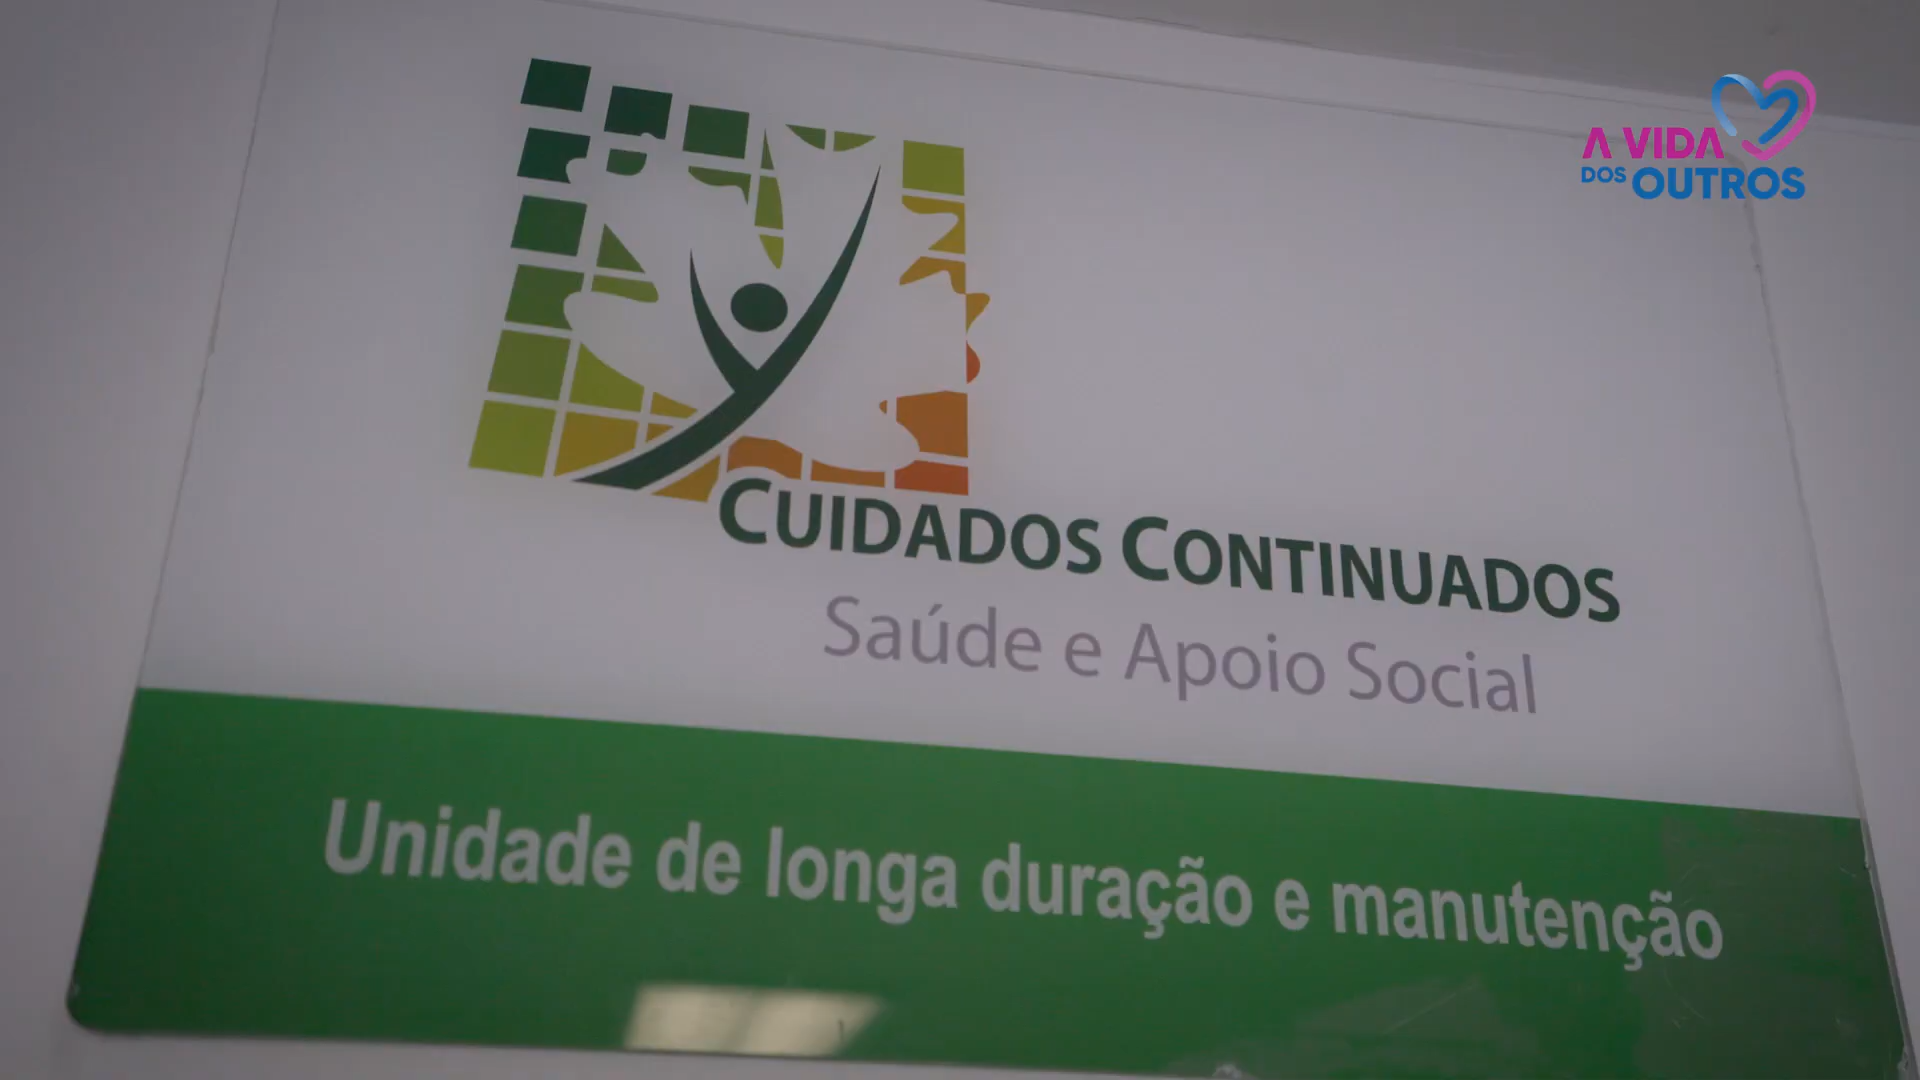 A VIDA
DOS OUTROS
CUIDADOS CONTINUADOS
Saúde e Apoio Social
Unidade de longa duração e manutenção